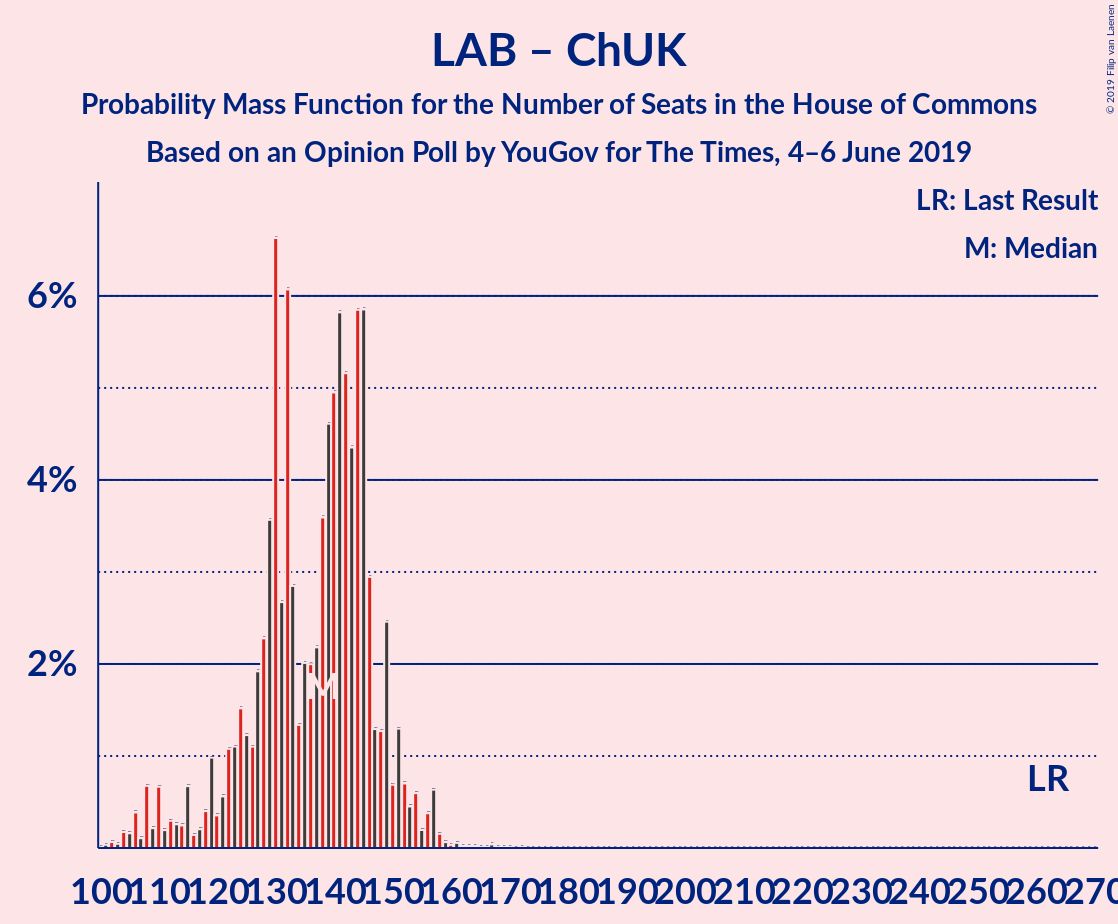 LAB – ChUK
Probability Mass Function for the Number of Seats in the House of Commons
Based on an Opinion Poll by YouGov for The Times, 4–6 June 2019
© 2019 Filip van Laenen
LR: Last Result
M: Median
6%
4%
2%
M
LR
100 110 120 130 140 150 160 170 180 190 200 210 220 230 240 250 260 270